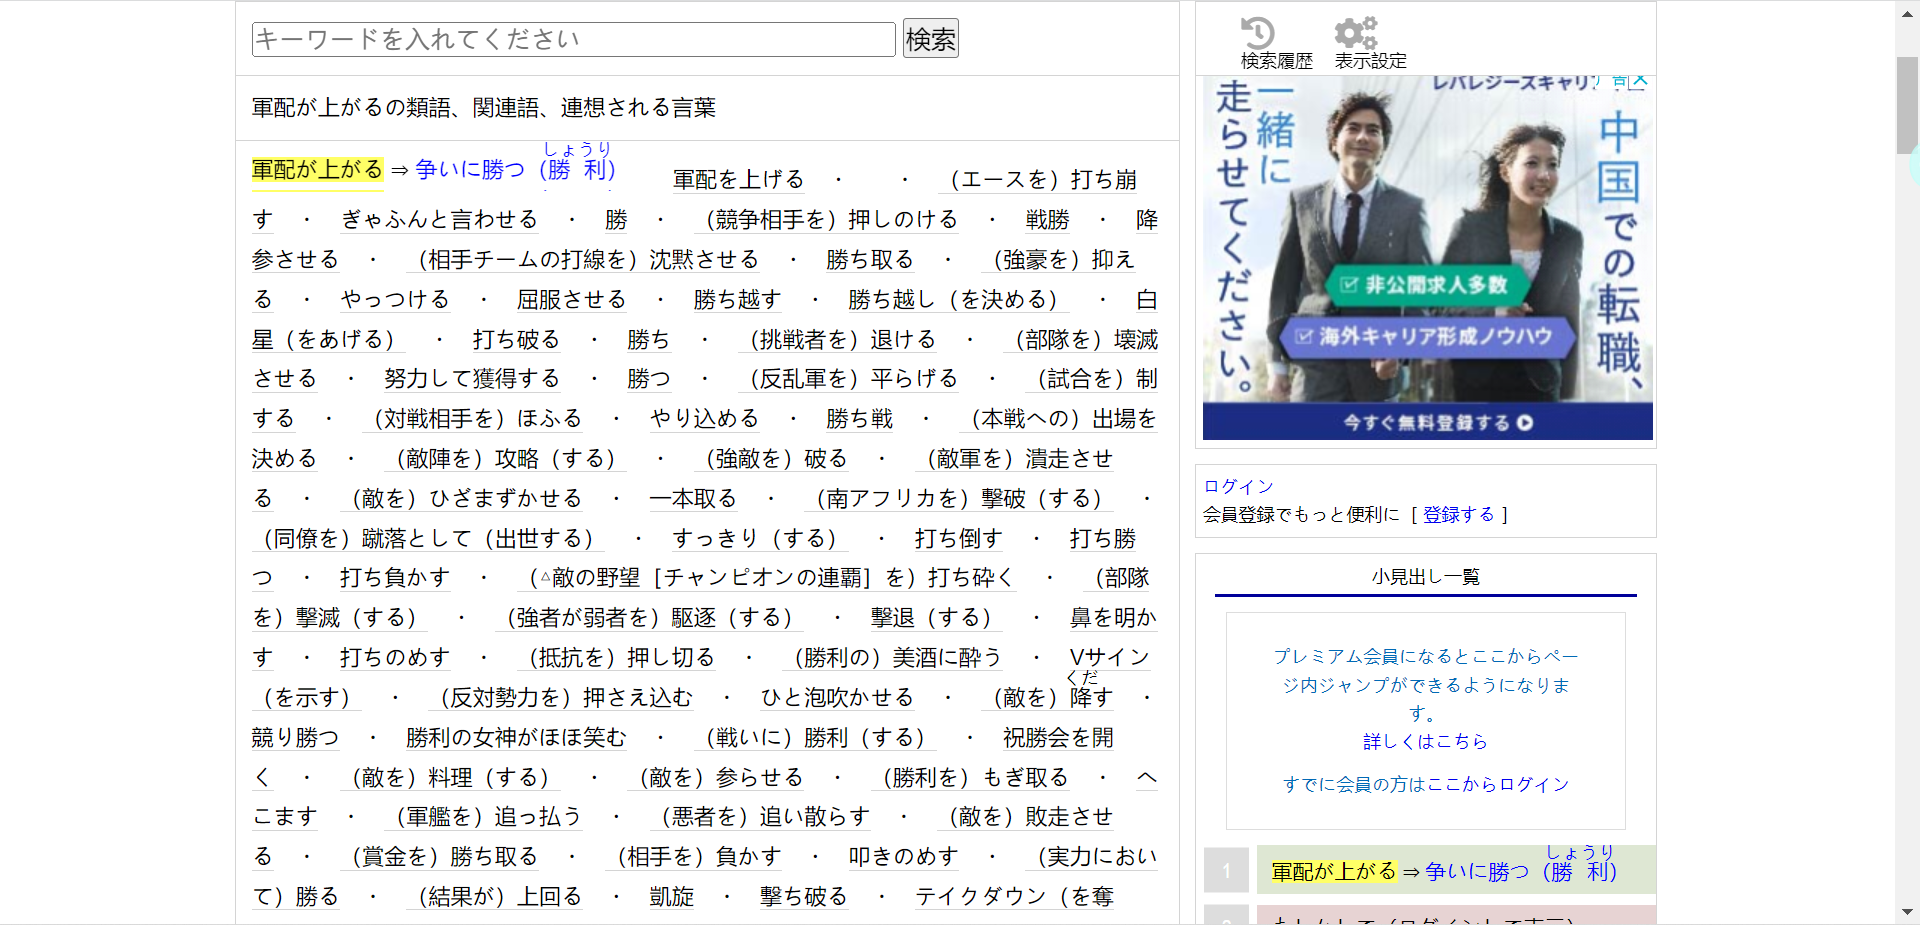 キーワードを入れてください 検索
軍配が上がるの類語、関連語、連想される言葉
しょうり
軍配が上がる ⇒ 争いに勝つ（勝利） 軍配を上げる ・ ・ （エースを）打ち崩
す ・ ぎゃふんと言わせる ・ 勝 ・ （競争相手を）押しのける ・ 戦勝 ・ 降
参させる ・ （相手チームの打線を）沈黙させる ・ 勝ち取る ・ （強豪を）抑え
る ・ やっつける ・ 屈服させる ・ 勝ち越す ・ 勝ち越し（を決める） ・ 白
星（をあげる） ・ 打ち破る ・ 勝ち ・ （挑戦者を）退ける ・ （部隊を）壊滅
させる ・ 努力して獲得する ・ 勝つ ・ （反乱軍を）平らげる ・ （試合を）制
する ・ （対戦相手を）ほふる ・ やり込める ・ 勝ち戦 ・ （本戦への）出場を
決める ・ （敵陣を）攻略（する） ・ （強敵を）破る ・ （敵軍を）潰走させ
る ・ （敵を）ひざまずかせる ・ 一本取る ・ （南アフリカを）撃破（する） ・
（同僚を）蹴落として（出世する） ・ すっきり（する） ・ 打ち倒す ・ 打ち勝
つ ・ 打ち負かす ・ （△敵の野望［チャンピオンの連覇］を）打ち砕く ・ （部隊
を）撃滅（する） ・ （強者が弱者を）駆逐（する） ・ 撃退（する） ・ 鼻を明か
す ・ 打ちのめす ・ （抵抗を）押し切る ・ （勝利の）美酒に酔う ・ Vサイン
くだ
（を示す） ・ （反対勢力を）押さえ込む ・ ひと泡吹かせる ・ （敵を）降す ・
競り勝つ ・ 勝利の女神がほほ笑む ・ （戦いに）勝利（する） ・ 祝勝会を開
く ・ （敵を）料理（する） ・ （敵を）参らせる ・ （勝利を）もぎ取る ・ へ
こます ・ （軍艦を）追っ払う ・ （悪者を）追い散らす ・ （敵を）敗走させ
る ・ （賞金を）勝ち取る ・ （相手を）負かす ・ 叩きのめす ・ （実力におい
て）勝る ・ （結果が）上回る ・ 凱旋 ・ 撃ち破る ・ テイクダウン（を奪
検索履歴 表示設定
レバレジーズキャリ
中国での転職、
一緒に
走らせてください。
非公開求人多数
海外キャリア形成ノウハウ
今すぐ無料登録する
ログイン
会員登録でもっと便利に［ 登録する ］
小見出し一覧
プレミアム会員になるとここからペー
ジ内ジャンプができるようになりま
す。
詳しくはこちら
すでに会員の方はここからログイン
しょうり
1 軍配が上がる ⇒ 争いに勝つ（勝利）